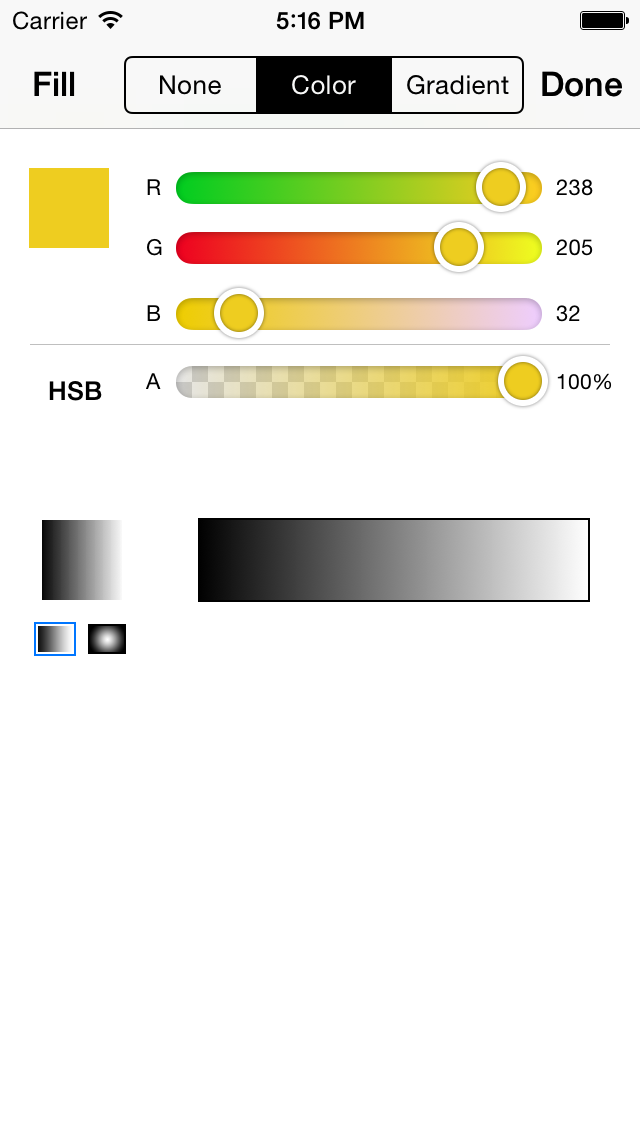 Carrier 5:16 PM
Fill None Color Gradient Done
R 238
G 205
B 32
HSB A 100%